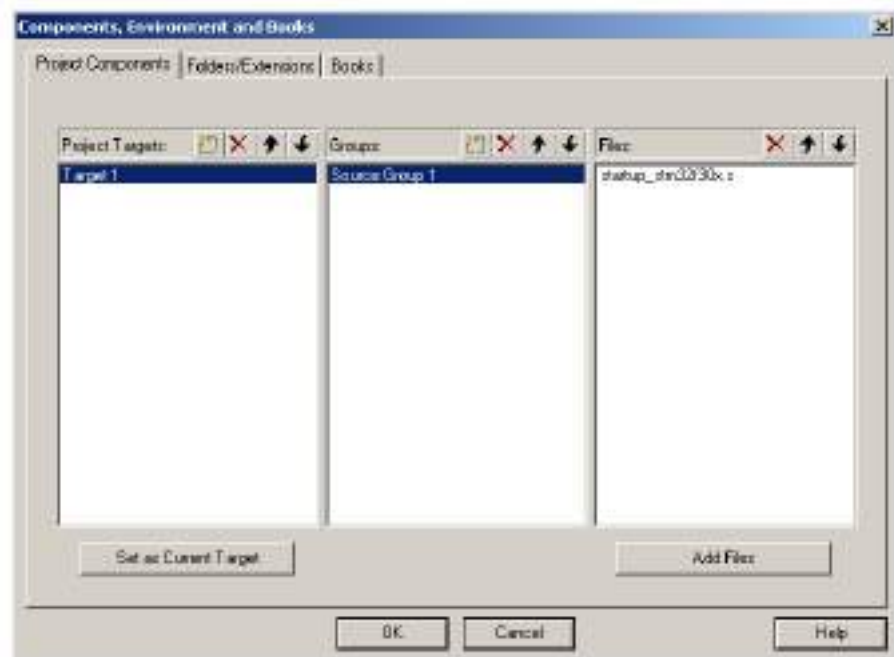 Components, Environment and Books
Project Components Folders/Extensions Books
Project Targets: Groups: Files:
Target 1 Source Group 1 startup_stm32f30x.s
Set as Current Target Add Files
OK Cancel Help